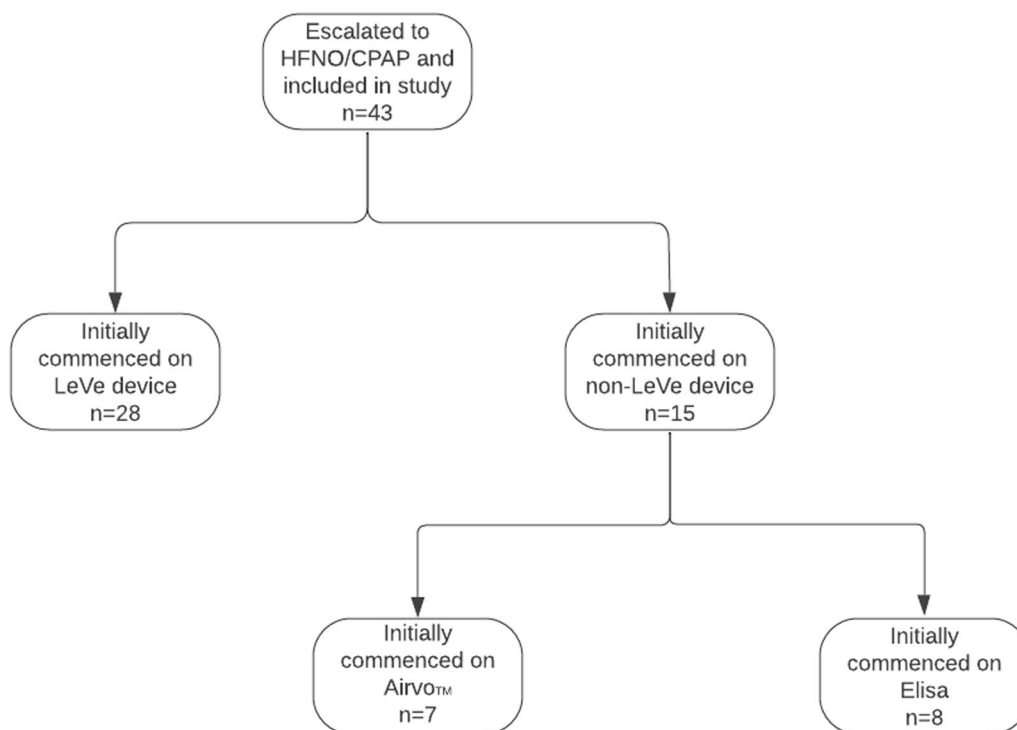 Escalated to
HFNO/CPAP and
included in study
n=43
Initially
commenced on
LeVe device
n=28
Initially
commenced on
non-LeVe device
n=15
Initially
commenced on
Airvo™
n=7
Initially
commenced on
Elisa
n=8